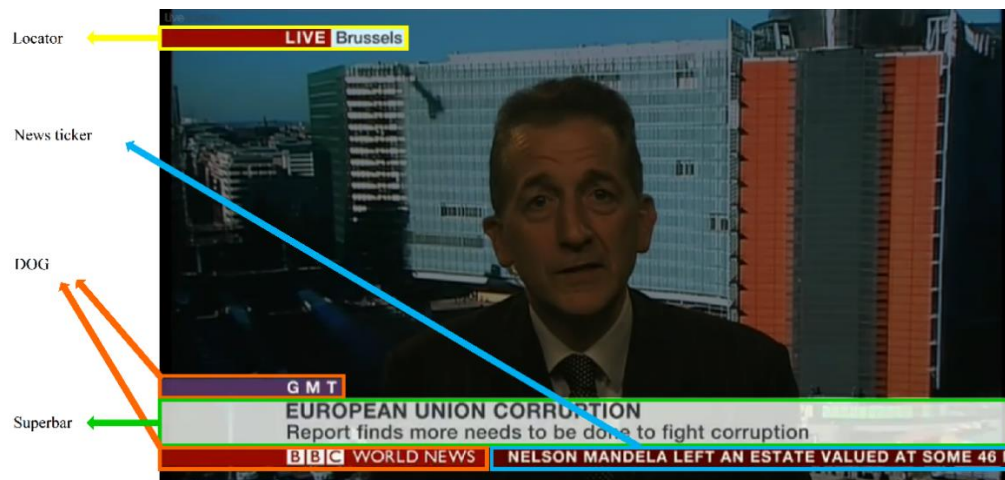 Live
Locator
LIVE Brussels
News ticker
DOG
GMT
Superbar
EUROPEAN UNION CORRUPTION
Report finds more needs to be done to fight corruption
BBC WORLD NEWS
NELSON MANDELA LEFT AN ESTATE VALUED AT SOME 46